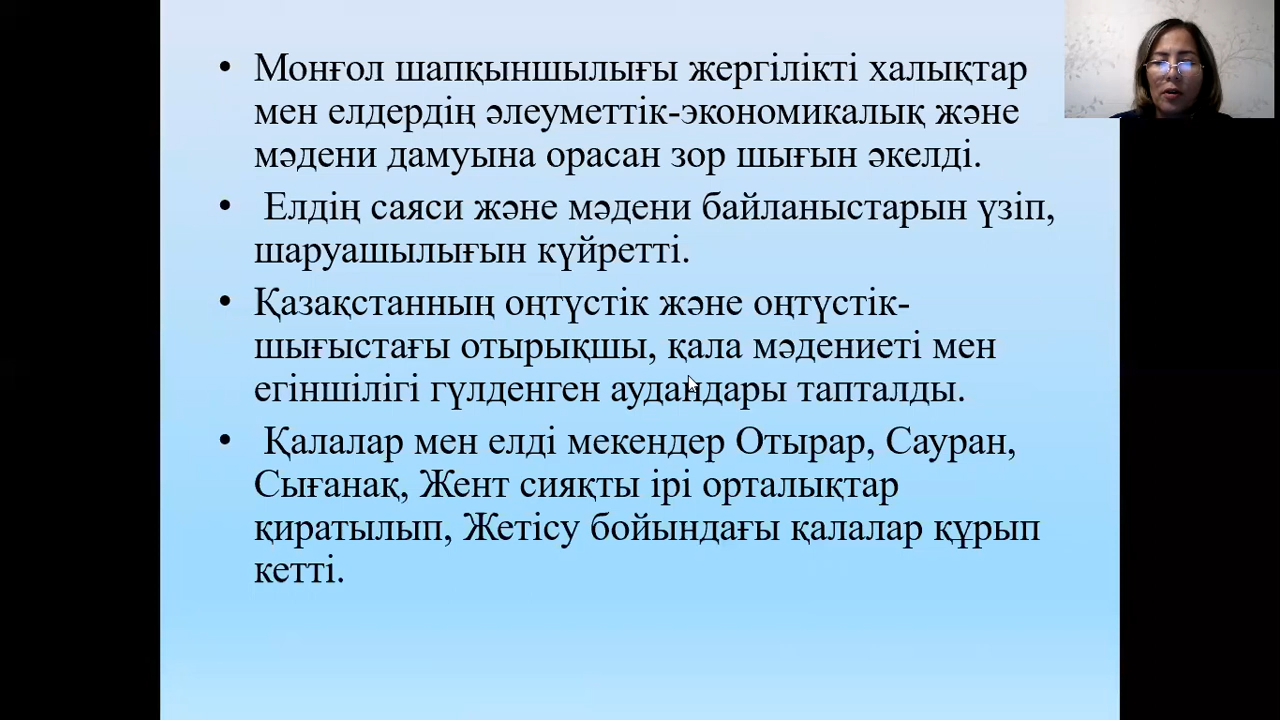 • Монғол шапқыншылығы жергілікті халықтар
мен елдердің әлеуметтік-экономикалық және
мәдени дамуына орасан зор шығын әкелді.
• Елдің саяси және мәдени байланыстарын үзіп,
шаруашылығын күйретті.
• Қазақстанның оңтүстік және оңтүстік-
шығыстағы отырықшы, қала мәдениеті мен
егіншілігі гүлденген аудандары тапталды.
• Қалалар мен елді мекендер Отырар, Сауран,
Сығанақ, Жент сияқты ірі орталықтар
қиратылып, Жетісу бойындағы қалалар құрып
кетті.